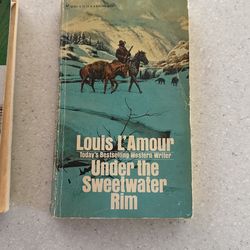 Louis L'Amour
Today's Bestselling Western Writer
Under the
Sweetwater
Rim